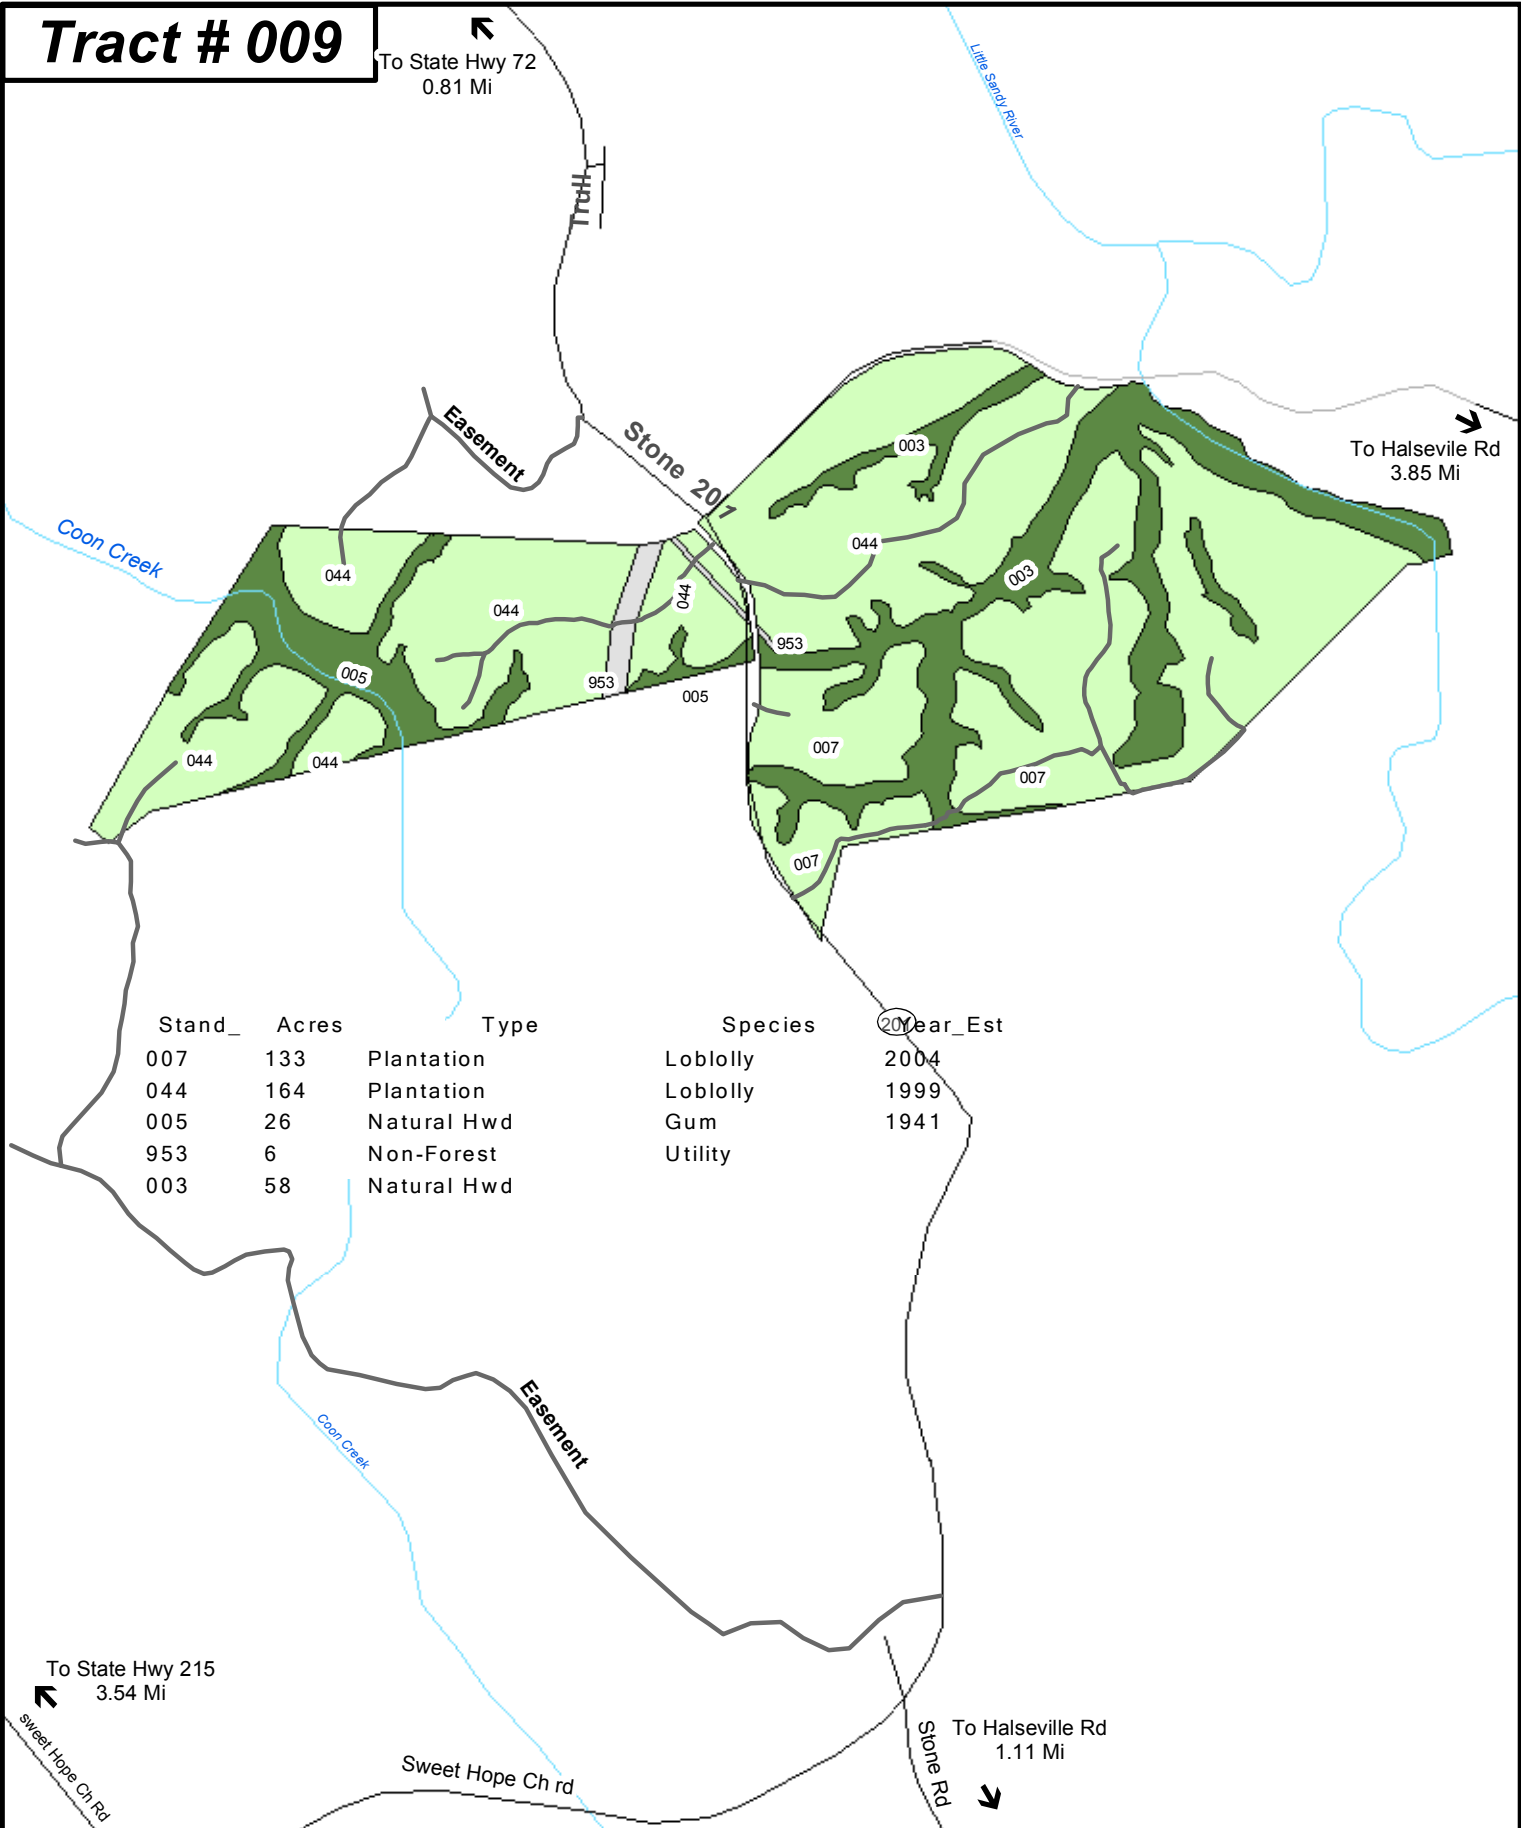 Tract # 009
To State Hwy 72
0.81 Mi
Little Sandy River
Trull
Easement
Stone 201
003
To Halsevile Rd
3.85 Mi
Coon Creek
044
044
044
044
003
953
005
953
005
044
044
007
007
007
Stand_ Acres Type Species Year_Est
007 133 Plantation Loblolly 2004
044 164 Plantation Loblolly 1999
005 26 Natural Hwd Gum 1941
953 6 Non-Forest Utility
003 58 Natural Hwd
Easement
Coon Creek
To State Hwy 215
3.54 Mi
sweet Hope Ch Rd
Sweet Hope Ch rd
Stone Rd
To Halseville Rd
1.11 Mi